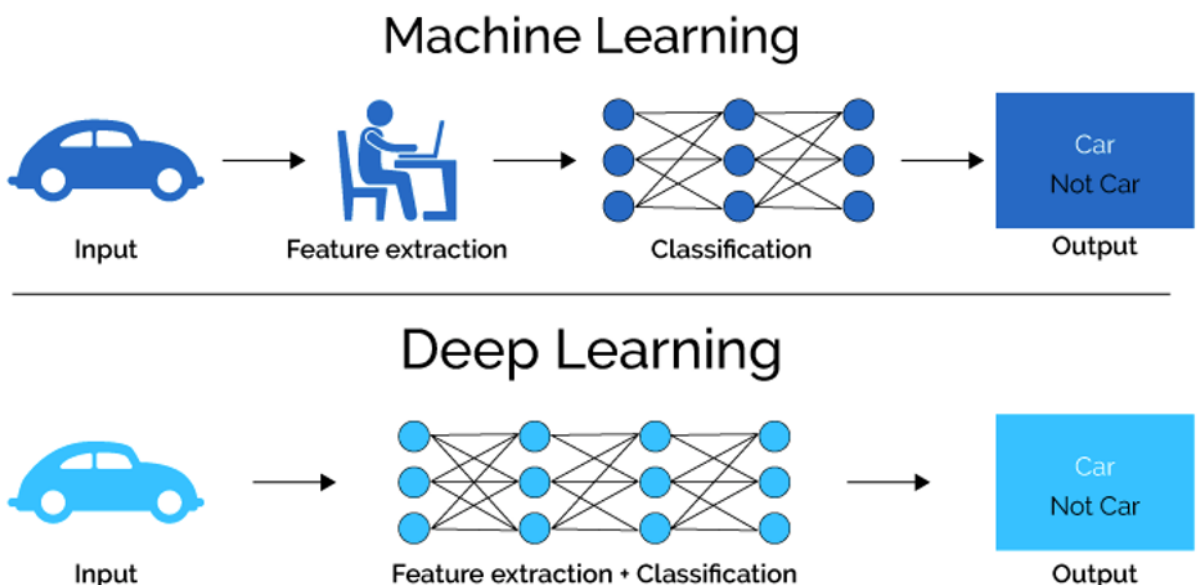 Machine Learning
Car
Not Car
Input
Feature extraction
Classification
Output
Deep Learning
Car
Not Car
Input
Feature extraction + Classification
Output